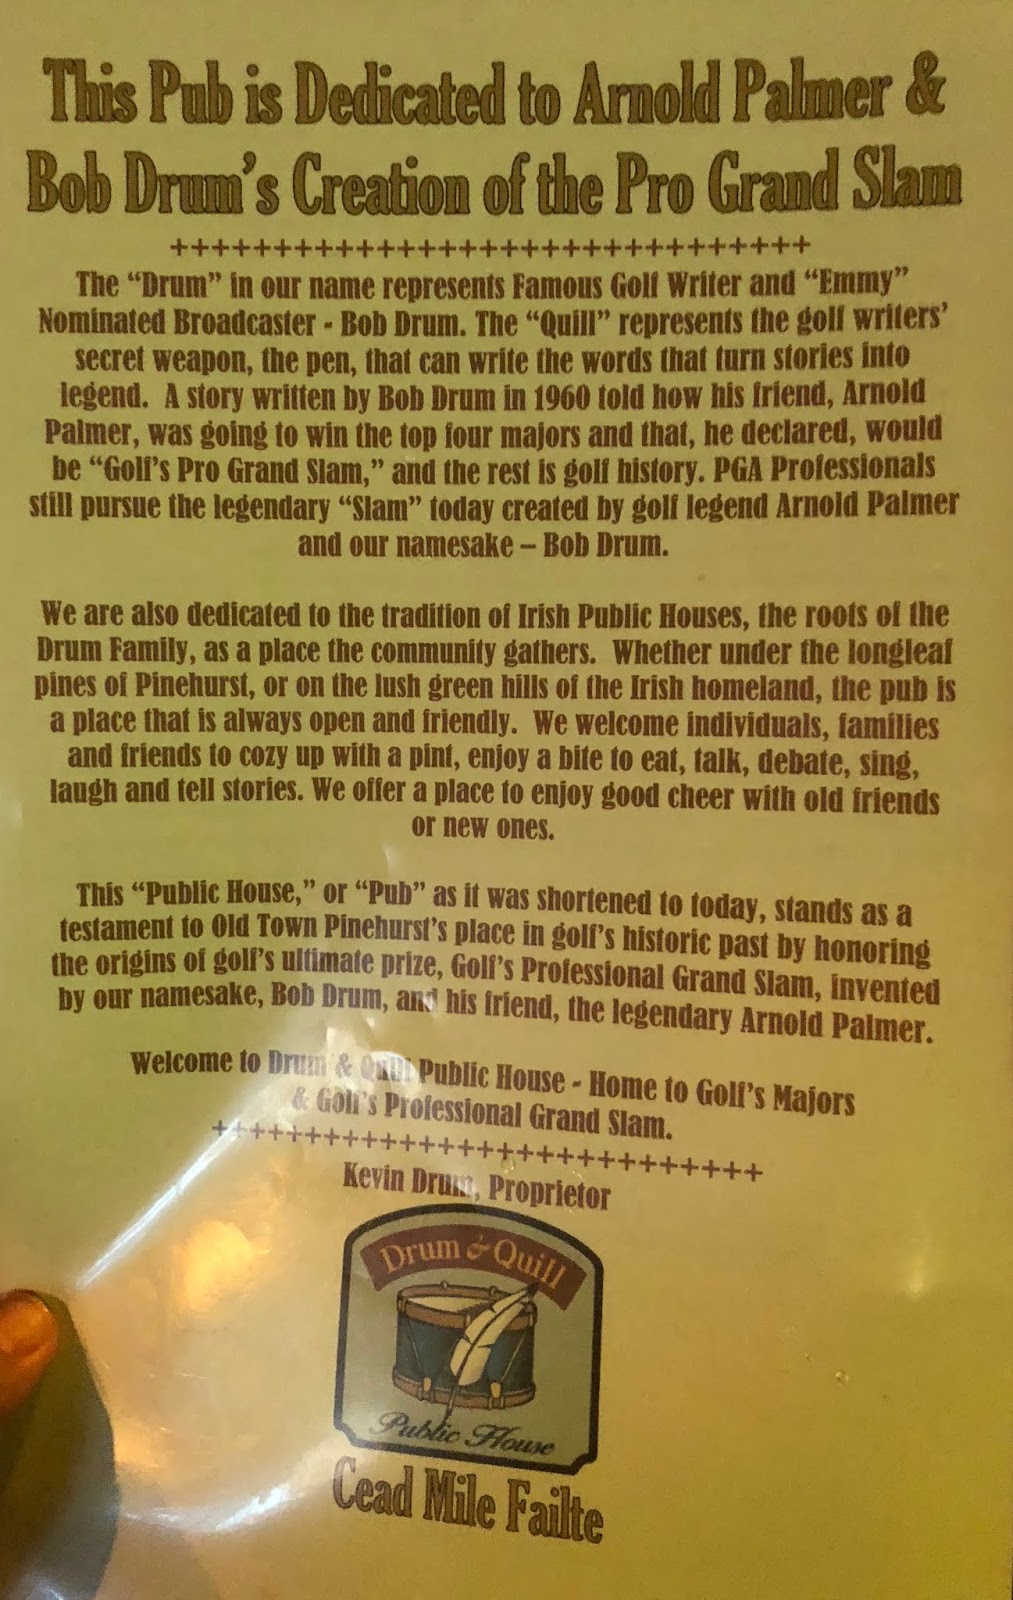 This Pub is Dedicated to Arnold Palmer &
Bob Drum's Creation of the Pro Grand Slam
+++++++++++++++++++++++++++++++
The “Drum” in our name represents Famous Golf Writer and “Emmy”
Nominated Broadcaster - Bob Drum. The “Quill” represents the golf writers’
secret weapon, the pen, that can write the words that turn stories into
legend. A story written by Bob Drum in 1960 told how his friend, Arnold
Palmer, was going to win the top four majors and that, he declared, would
be “Golf’s Pro Grand Slam,” and the rest is golf history. PGA Professionals
still pursue the legendary “Slam” today created by golf legend Arnold Palmer
and our namesake – Bob Drum.
We are also dedicated to the tradition of Irish Public Houses, the roots of the
Drum Family, as a place the community gathers. Whether under the longleaf
pines of Pinehurst, or on the lush green hills of the Irish homeland, the pub is
a place that is always open and friendly. We welcome individuals, families
and friends to cozy up with a pint, enjoy a bite to eat, talk, debate, sing,
laugh and tell stories. We offer a place to enjoy good cheer with old friends
or new ones.
This “Public House,” or “Pub” as it was shortened to today, stands as a
testament to Old Town Pinehurst’s place in golf’s historic past by honoring
the origins of golf’s ultimate prize, Golf’s Professional Grand Slam, invented
by our namesake, Bob Drum, and his friend, the legendary Arnold Palmer.
Welcome to Drum & Quill Public House - Home to Golf’s Majors
& Golf’s Professional Grand Slam.
+++++++++++++++++++++++++++
Kevin Drum, Proprietor
Drum & Quill
Public House
Cead Mile Failte